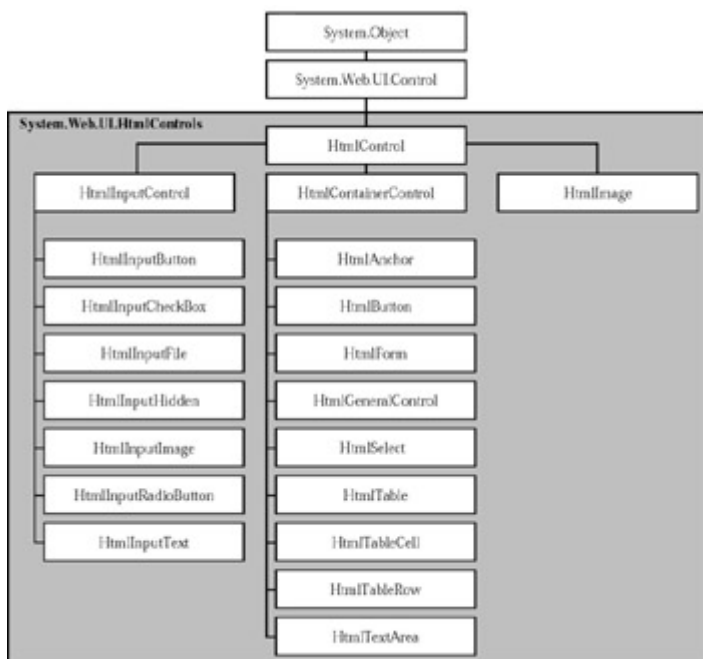 System.Object
System.Web.UI.Control
System.Web.UI.HtmlControls
HtmlControl
HtmlInputControl
HtmlContainerControl
HtmlImage
HtmlInputButton
HtmlAnchor
HtmlInputCheckBox
HtmlButton
HtmlInputFile
HtmlForm
HtmlInputHidden
HtmlGeneralControl
HtmlInputImage
HtmlSelect
HtmlInputRadioButton
HtmlTable
HtmlInputText
HtmlTableCell
HtmlTableRow
HtmlTextArea